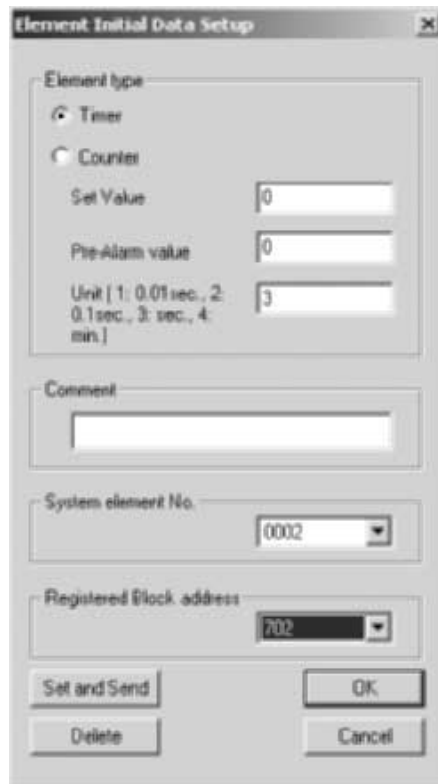 Element Initial Data Setup
Element type
Timer
Counter
Set Value
0
Pre-Alarm value
0
Unit [ 1: 0.01sec., 2:
0.1sec., 3: sec., 4:
min.]
3
Comment
System element No.
0002
Registered Block address
702
Set and Send
OK
Delete
Cancel